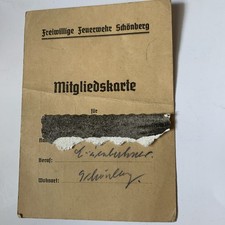 Freiwillige Feuerwehr Schönberg
Mitgliedskarte
für
Beruf:
Wohnort: Schönberg.